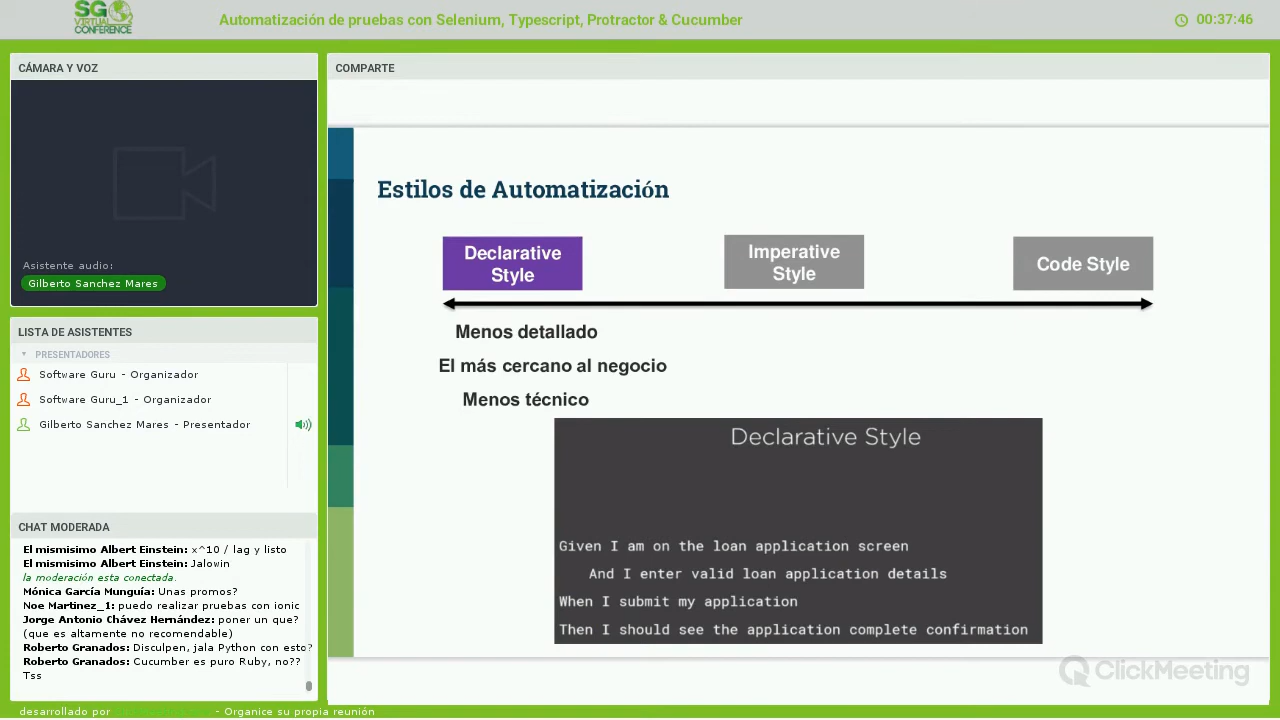 SG
VIRTUAL
CONFERENCE
Automatización de pruebas con Selenium, Typescript, Protractor & Cucumber
00:37:46
CÁMARA Y VOZ
Asistente audio:
Gilberto Sanchez Mares
LISTA DE ASISTENTES
PRESENTADORES
Software Guru - Organizador
Software Guru_1 - Organizador
Gilberto Sanchez Mares - Presentador
CHAT MODERADA
El mismisimo Albert Einstein: x^10 / lag y listo
El mismisimo Albert Einstein: Jalowin
la moderación esta conectada.
Mónica García Munguía: Unas promos?
Noe Martinez_1: puedo realizar pruebas con ionic
Jorge Antonio Chávez Hernández: poner un que?
(que es altamente no recomendable)
Roberto Granados: Disculpen, jala Python con esto?
Roberto Granados: Cucumber es puro Ruby, no??
Tss
COMPARTE
Estilos de Automatización
Declarative
Style
Imperative
Style
Code Style
Menos detallado
El más cercano al negocio
Menos técnico
Declarative Style
Given I am on the loan application screen
And I enter valid loan application details
When I submit my application
Then I should see the application complete confirmation
ClickMeeting
desarrollado por - Organice su propia reunión